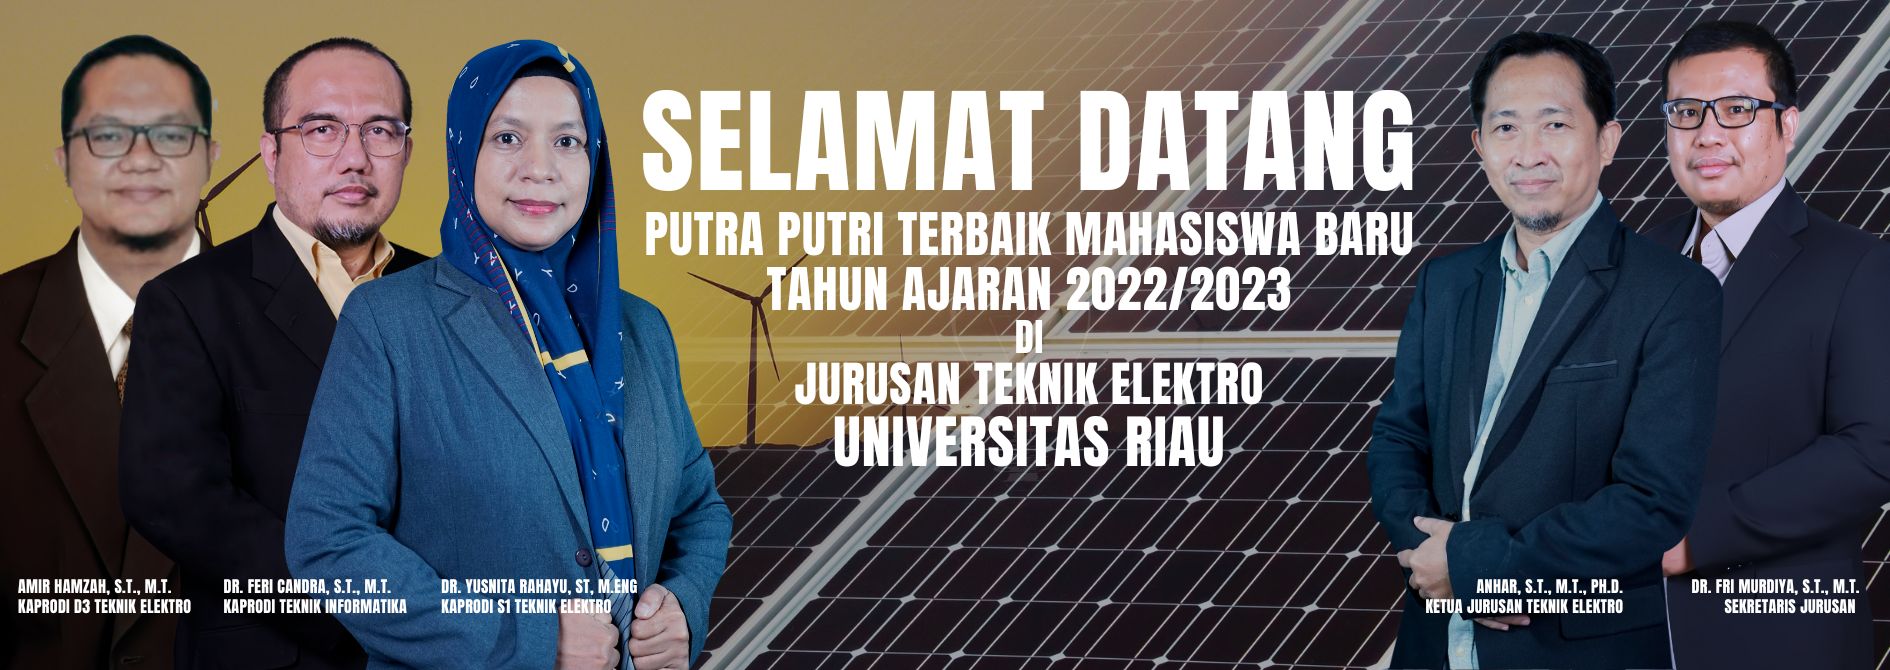 SELAMAT DATANG
PUTRA PUTRI TERBAIK MAHASISWA BARU
TAHUN AJARAN 2022/2023
DI
JURUSAN TEKNIK ELEKTRO
UNIVERSITAS RIAU
AMIR HAMZAH, S.T., M.T.
KAPRODI D3 TEKNIK ELEKTRO
DR. FERI CANDRA, S.T., M.T.
KAPRODI TEKNIK INFORMATIKA
DR. YUSNITA RAHAYU, ST, M.ENG
KAPRODI S1 TEKNIK ELEKTRO
ANHAR, S.T., M.T., PH.D.
KETUA JURUSAN TEKNIK ELEKTRO
DR. FRI MURDIYA, S.T., M.T.
SEKRETARIS JURUSAN